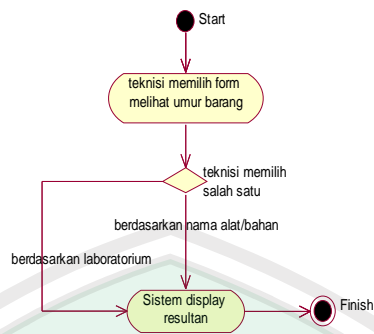 Start
teknisi memilih form
melihat umur barang
teknisi memilih
salah satu
berdasarkan nama alat/bahan
berdasarkan laboratorium
Sistem display
resultan
Finish